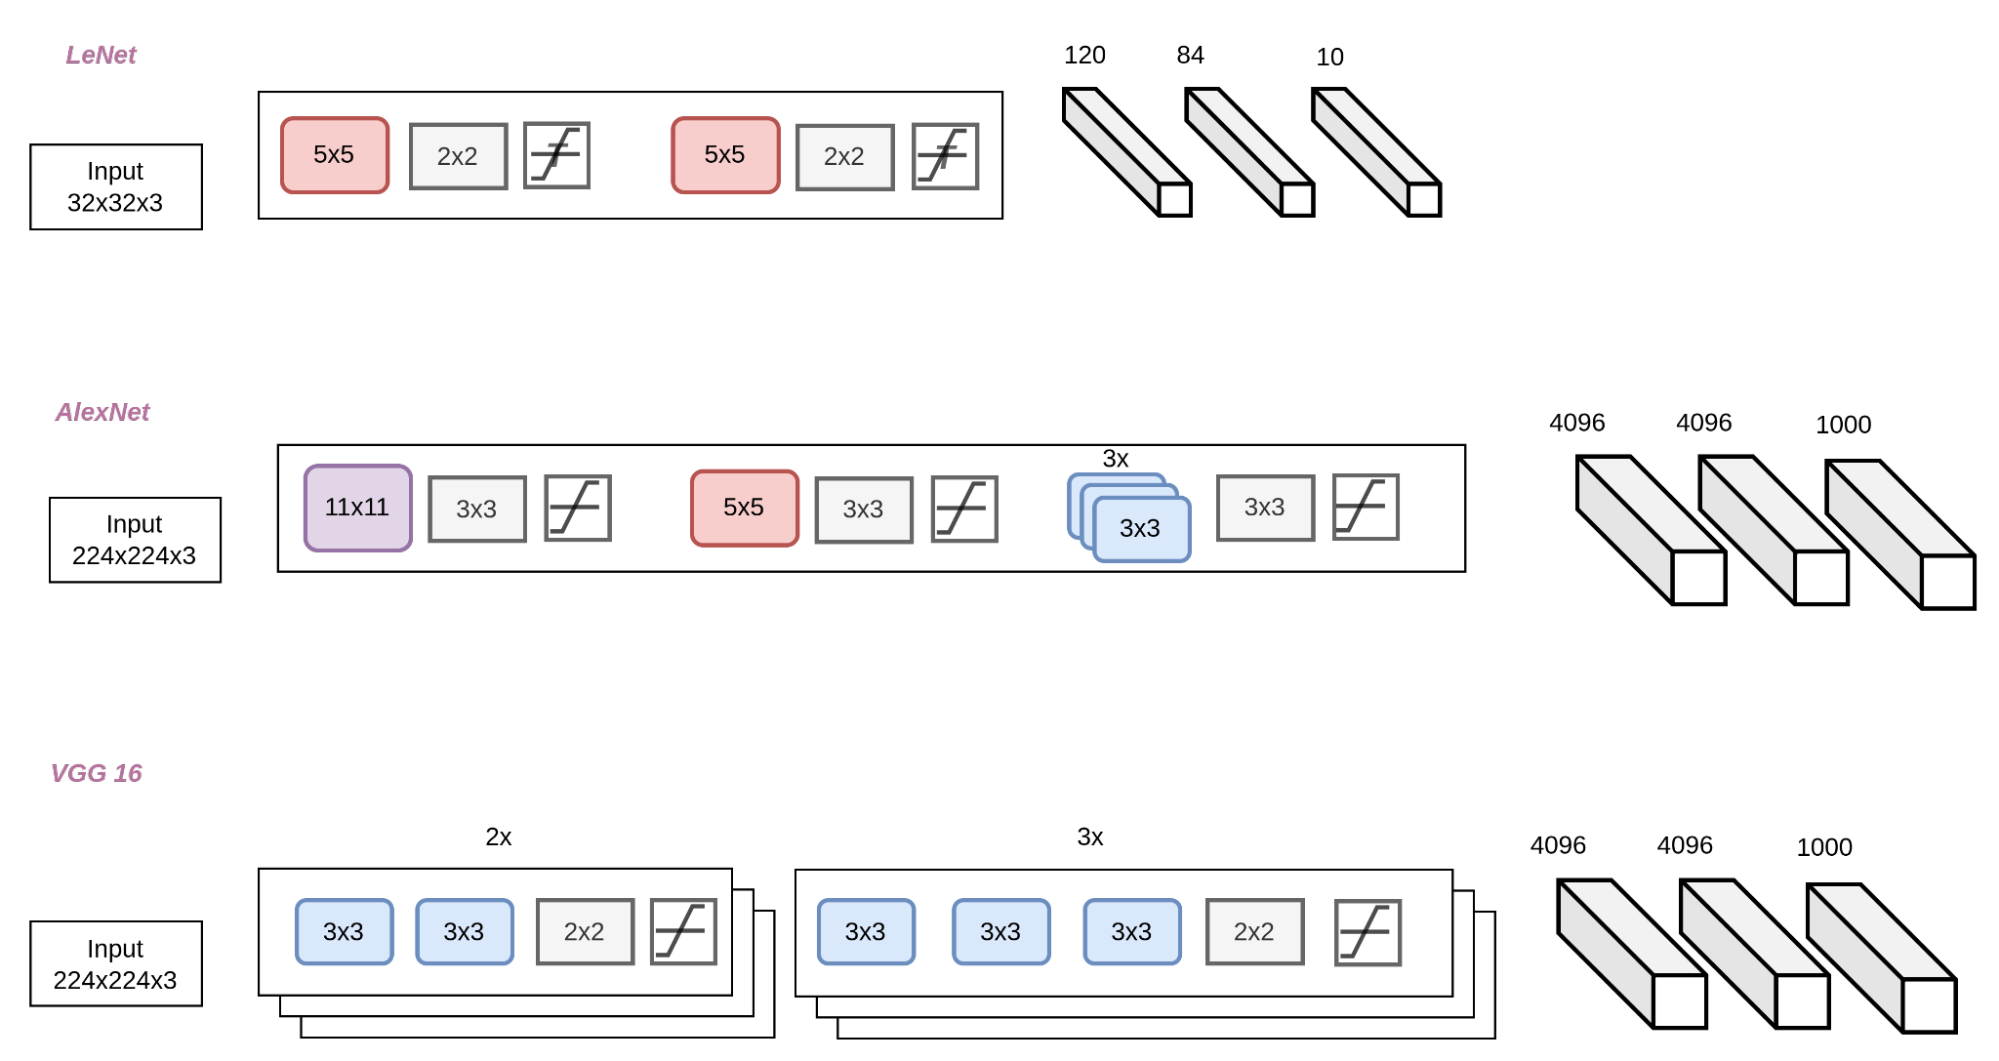 LeNet
120 84 10
Input
32x32x3
5x5 2x2 T 5x5 2x2 T
AlexNet
4096 4096 1000
Input
224x224x3
11x11 3x3 5x5 3x3 3x 3x3 3x3
VGG 16
2x 3x
4096 4096 1000
Input
224x224x3
3x3 3x3 2x2 3x3 3x3 3x3 2x2